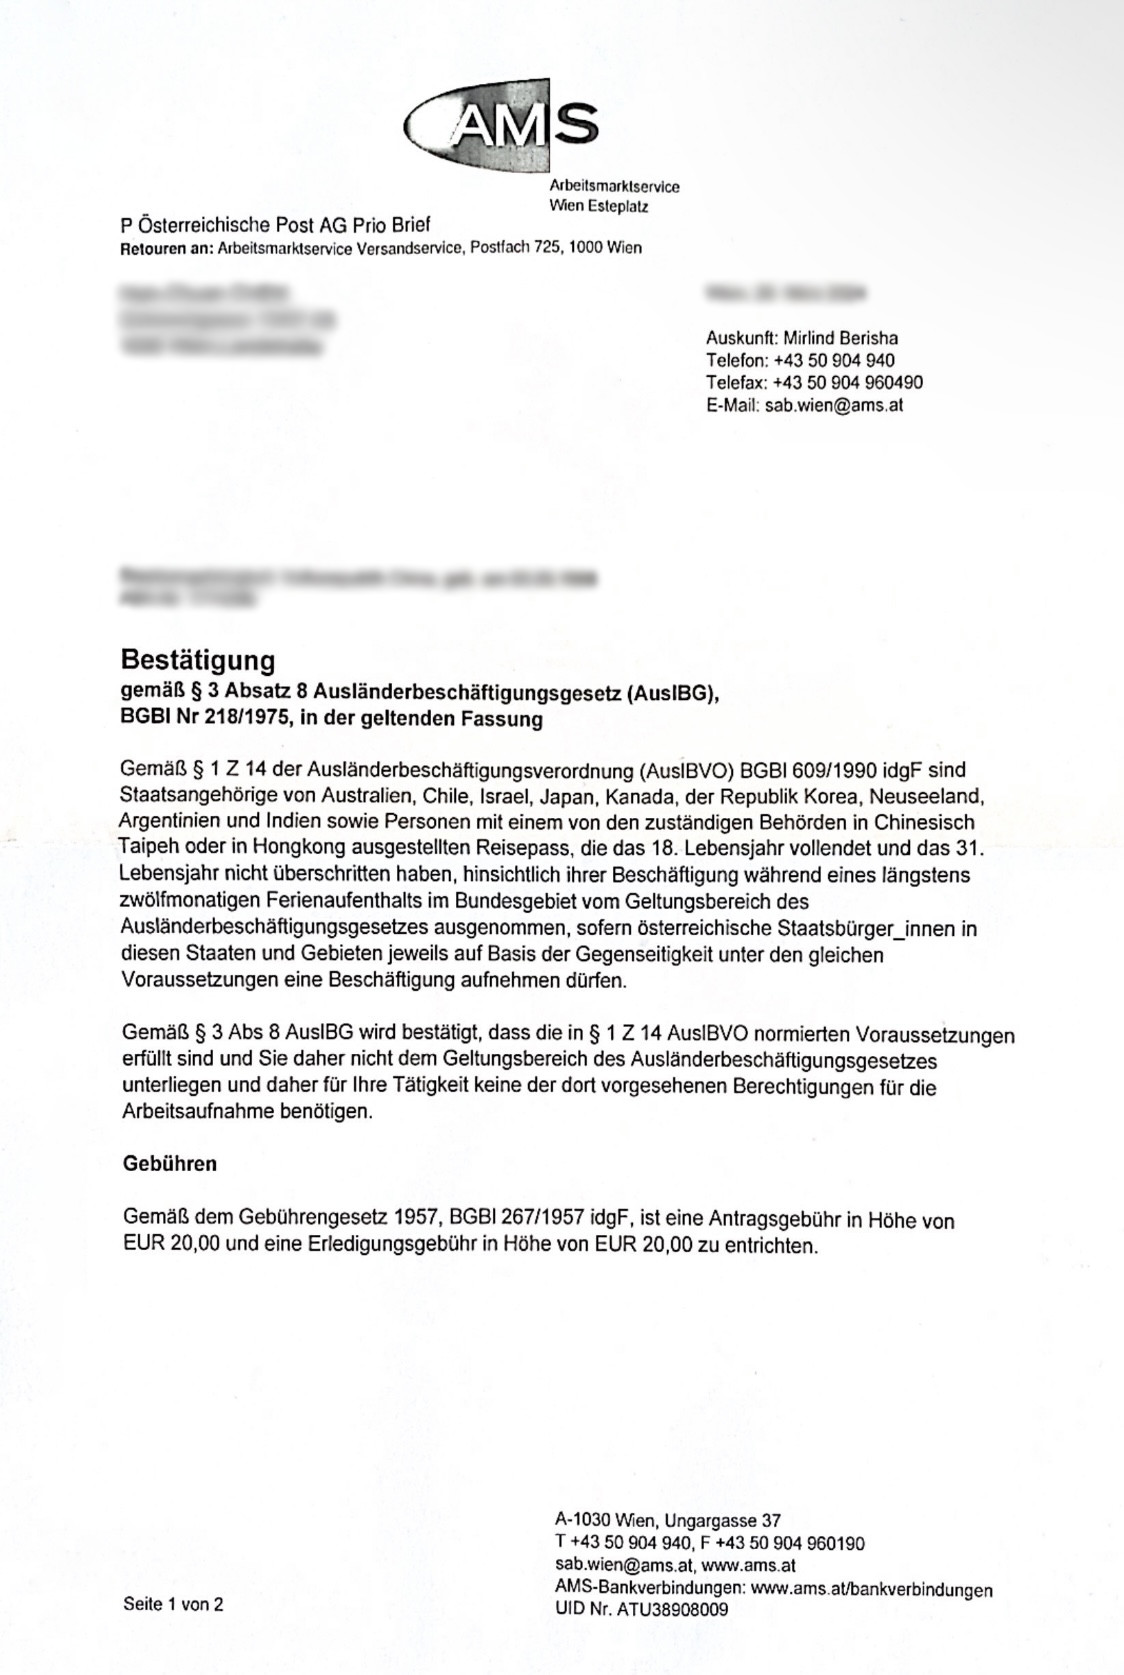 AMS
Arbeitsmarktservice
Wien Esteplatz
P Österreichische Post AG Prio Brief
Retouren an: Arbeitsmarktservice Versandservice, Postfach 725, 1000 Wien
Auskunft: Mirlind Berisha
Telefon: +43 50 904 940
Telefax: +43 50 904 960490
E-Mail: sab.wien@ams.at
Bestätigung
gemäß § 3 Absatz 8 Ausländerbeschäftigungsgesetz (AuslBG),
BGBl Nr 218/1975, in der geltenden Fassung
Gemäß § 1 Z 14 der Ausländerbeschäftigungsverordnung (AuslBVO) BGBl 609/1990 idgF sind
Staatsangehörige von Australien, Chile, Israel, Japan, Kanada, der Republik Korea, Neuseeland,
Argentinien und Indien sowie Personen mit einem von den zuständigen Behörden in Chinesisch
Taipeh oder in Hongkong ausgestellten Reisepass, die das 18. Lebensjahr vollendet und das 31.
Lebensjahr nicht überschritten haben, hinsichtlich ihrer Beschäftigung während eines längstens
zwölfmonatigen Ferienaufenthalts im Bundesgebiet vom Geltungsbereich des
Ausländerbeschäftigungsgesetzes ausgenommen, sofern österreichische Staatsbürger_innen in
diesen Staaten und Gebieten jeweils auf Basis der Gegenseitigkeit unter den gleichen
Voraussetzungen eine Beschäftigung aufnehmen dürfen.
Gemäß § 3 Abs 8 AuslBG wird bestätigt, dass die in § 1 Z 14 AuslBVO normierten Voraussetzungen
erfüllt sind und Sie daher nicht dem Geltungsbereich des Ausländerbeschäftigungsgesetzes
unterliegen und daher für Ihre Tätigkeit keine der dort vorgesehenen Berechtigungen für die
Arbeitsaufnahme benötigen.
Gebühren
Gemäß dem Gebührengesetz 1957, BGBl 267/1957 idgF, ist eine Antragsgebühr in Höhe von
EUR 20,00 und eine Erledigungsgebühr in Höhe von EUR 20,00 zu entrichten.
A-1030 Wien, Ungargasse 37
T +43 50 904 940, F +43 50 904 960190
sab.wien@ams.at, www.ams.at
AMS-Bankverbindungen: www.ams.at/bankverbindungen
UID Nr. ATU38908009
Seite 1 von 2